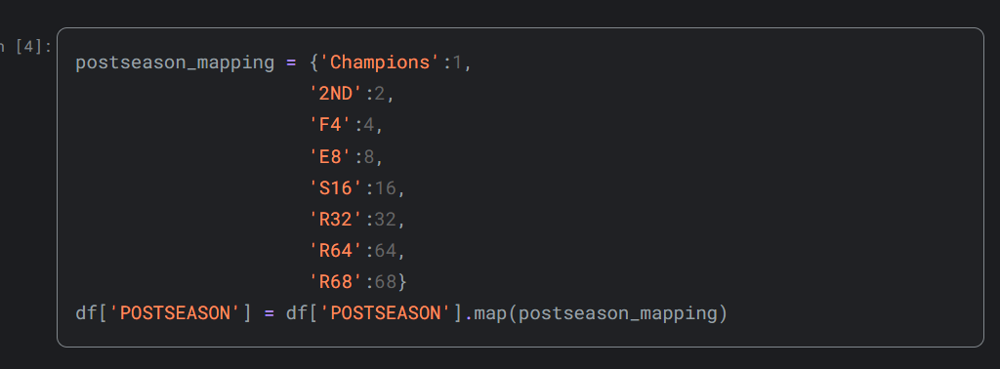 n [4]:
postseason_mapping = {'Champions':1,
'2ND':2,
'F4':4,
'E8':8,
'S16':16,
'R32':32,
'R64':64,
'R68':68}
df['POSTSEASON'] = df['POSTSEASON'].map(postseason_mapping)